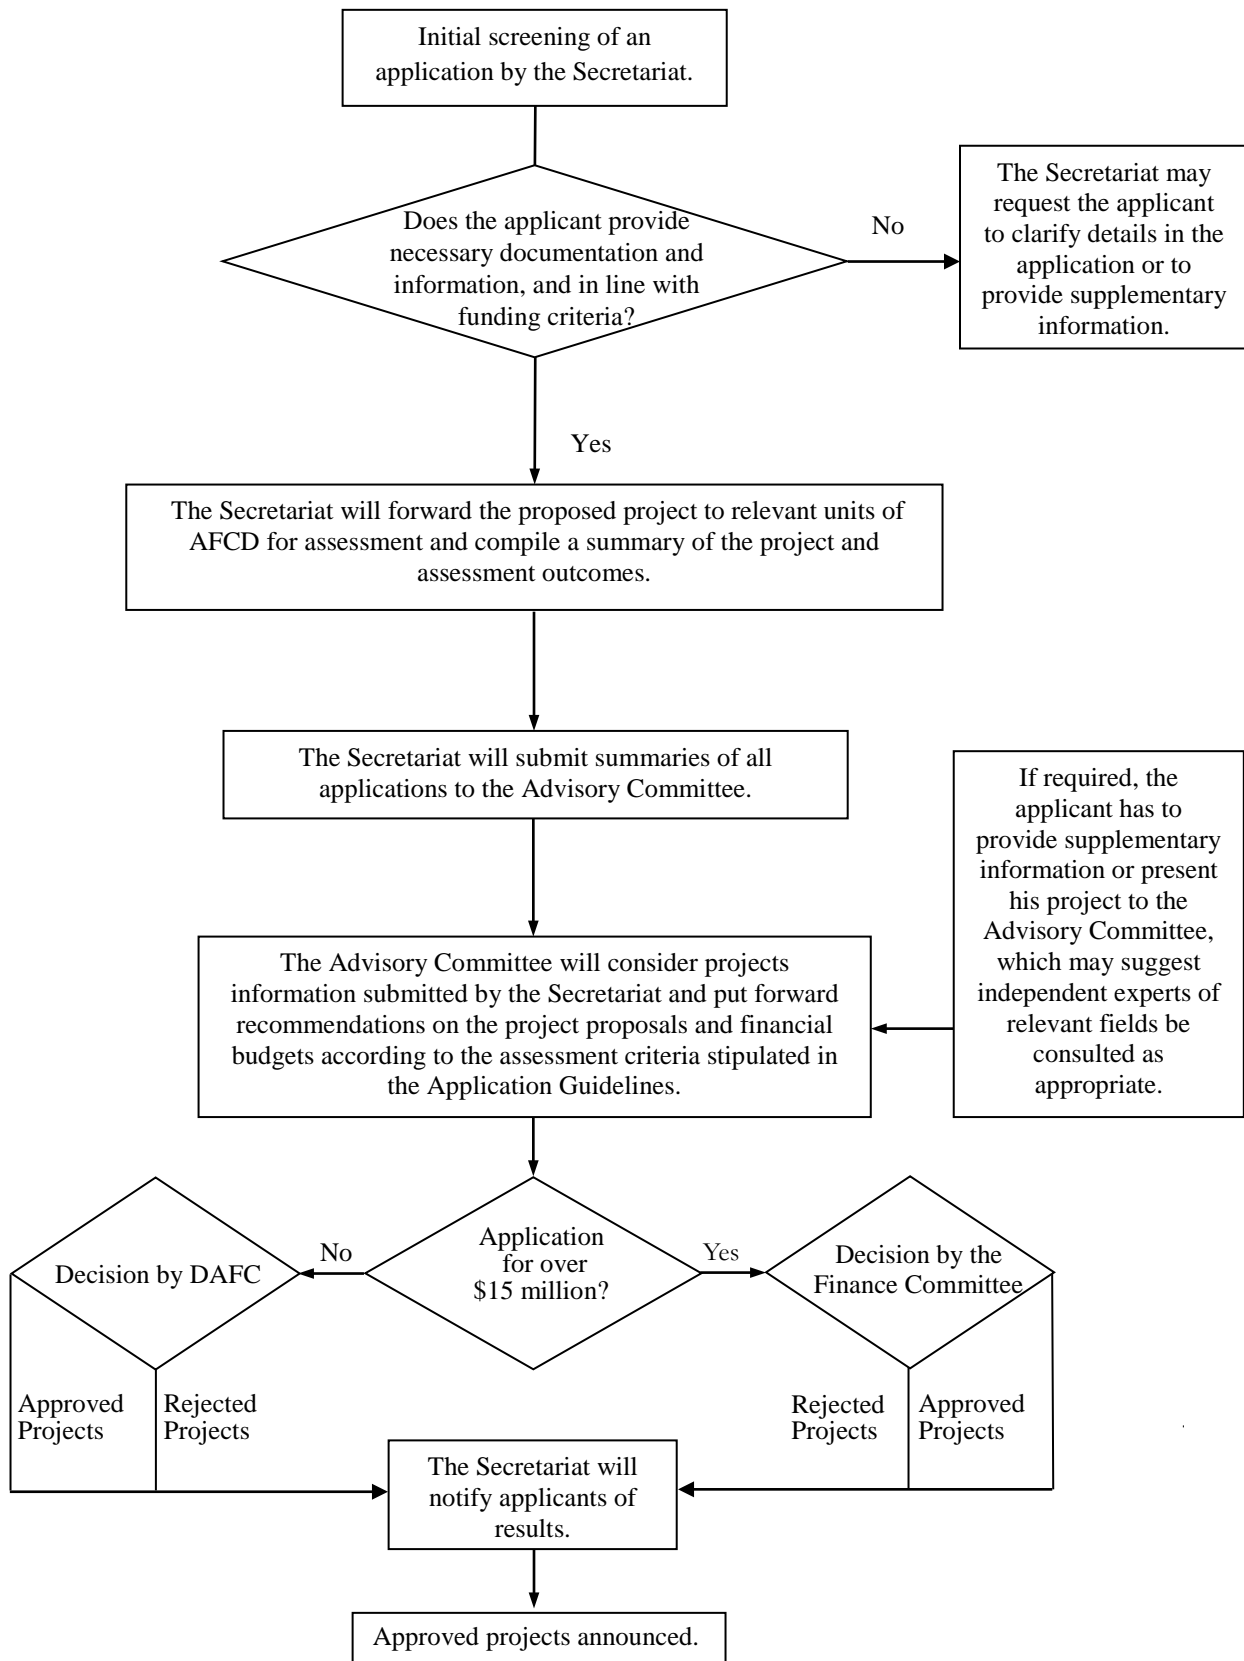 Initial screening of an
application by the Secretariat.
Does the applicant provide
necessary documentation and
information, and in line with
funding criteria?
No
The Secretariat may
request the applicant
to clarify details in the
application or to
provide supplementary
information.
Yes
The Secretariat will forward the proposed project to relevant units of
AFCD for assessment and compile a summary of the project and
assessment outcomes.
The Secretariat will submit summaries of all
applications to the Advisory Committee.
If required, the
applicant has to
provide supplementary
information or present
his project to the
Advisory Committee,
which may suggest
independent experts of
relevant fields be
consulted as
appropriate.
The Advisory Committee will consider projects
information submitted by the Secretariat and put forward
recommendations on the project proposals and financial
budgets according to the assessment criteria stipulated in
the Application Guidelines.
Decision by DAFC
No
Application
for over
$15 million?
Yes
Decision by the
Finance Committee
Approved
Projects
Rejected
Projects
Rejected
Projects
Approved
Projects
The Secretariat will
notify applicants of
results.
Approved projects announced.